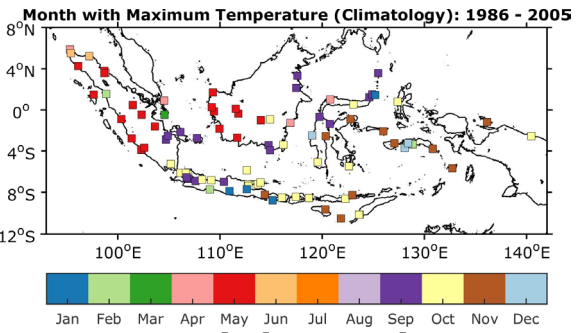 Month with Maximum Temperature (Climatology): 1986 - 2005
8°N
4°N
0°
4°S
8°S
12°S
100°E 110°E 120°E 130°E 140°E
Jan Feb Mar Apr May Jun Jul Aug Sep Oct Nov Dec